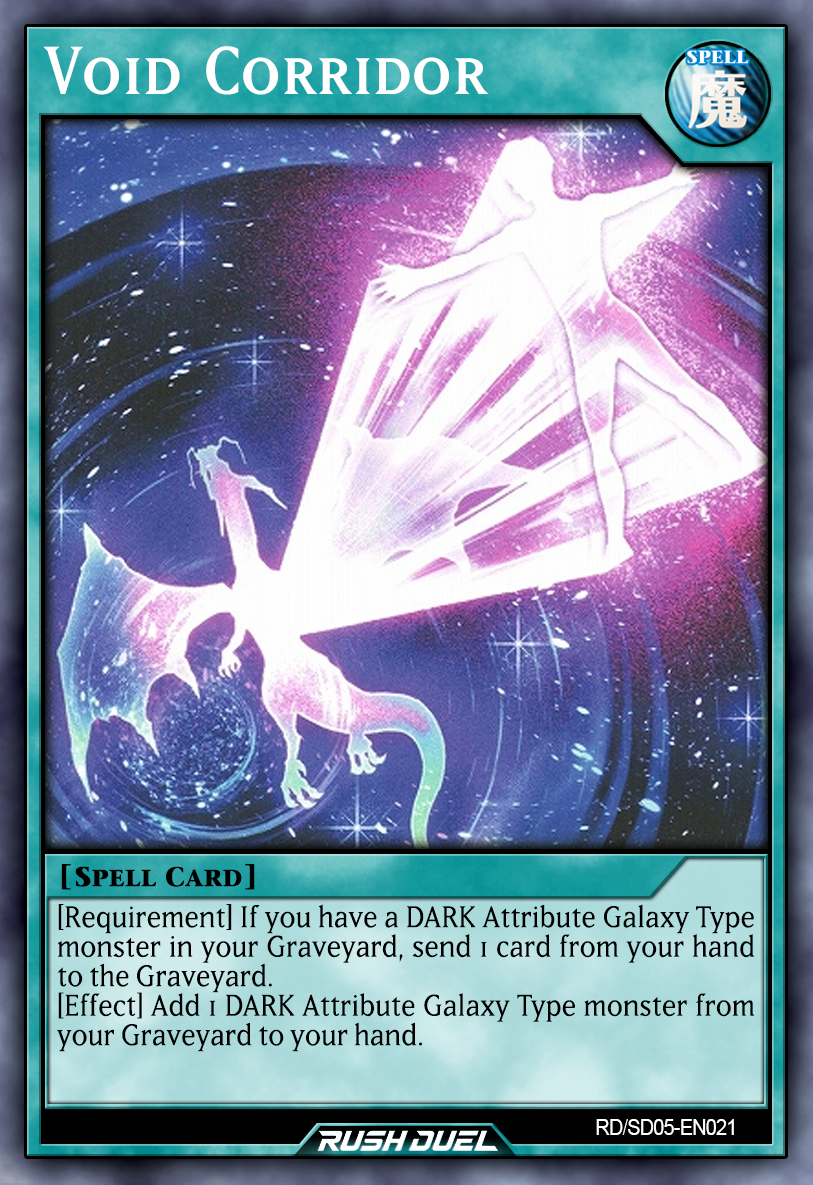 Void Corridor
SPELL
魔
[Spell Card]
[Requirement] If you have a DARK Attribute Galaxy Type
monster in your Graveyard, send 1 card from your hand
to the Graveyard.
[Effect] Add 1 DARK Attribute Galaxy Type monster from
your Graveyard to your hand.
RD/SD05-EN021
RUSH DUEL